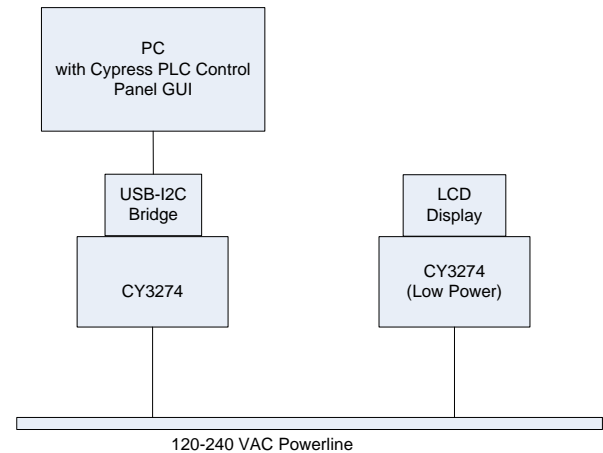 PC
with Cypress PLC Control
Panel GUI
USB-I2C
Bridge
LCD
Display
CY3274
CY3274
(Low Power)
120-240 VAC Powerline